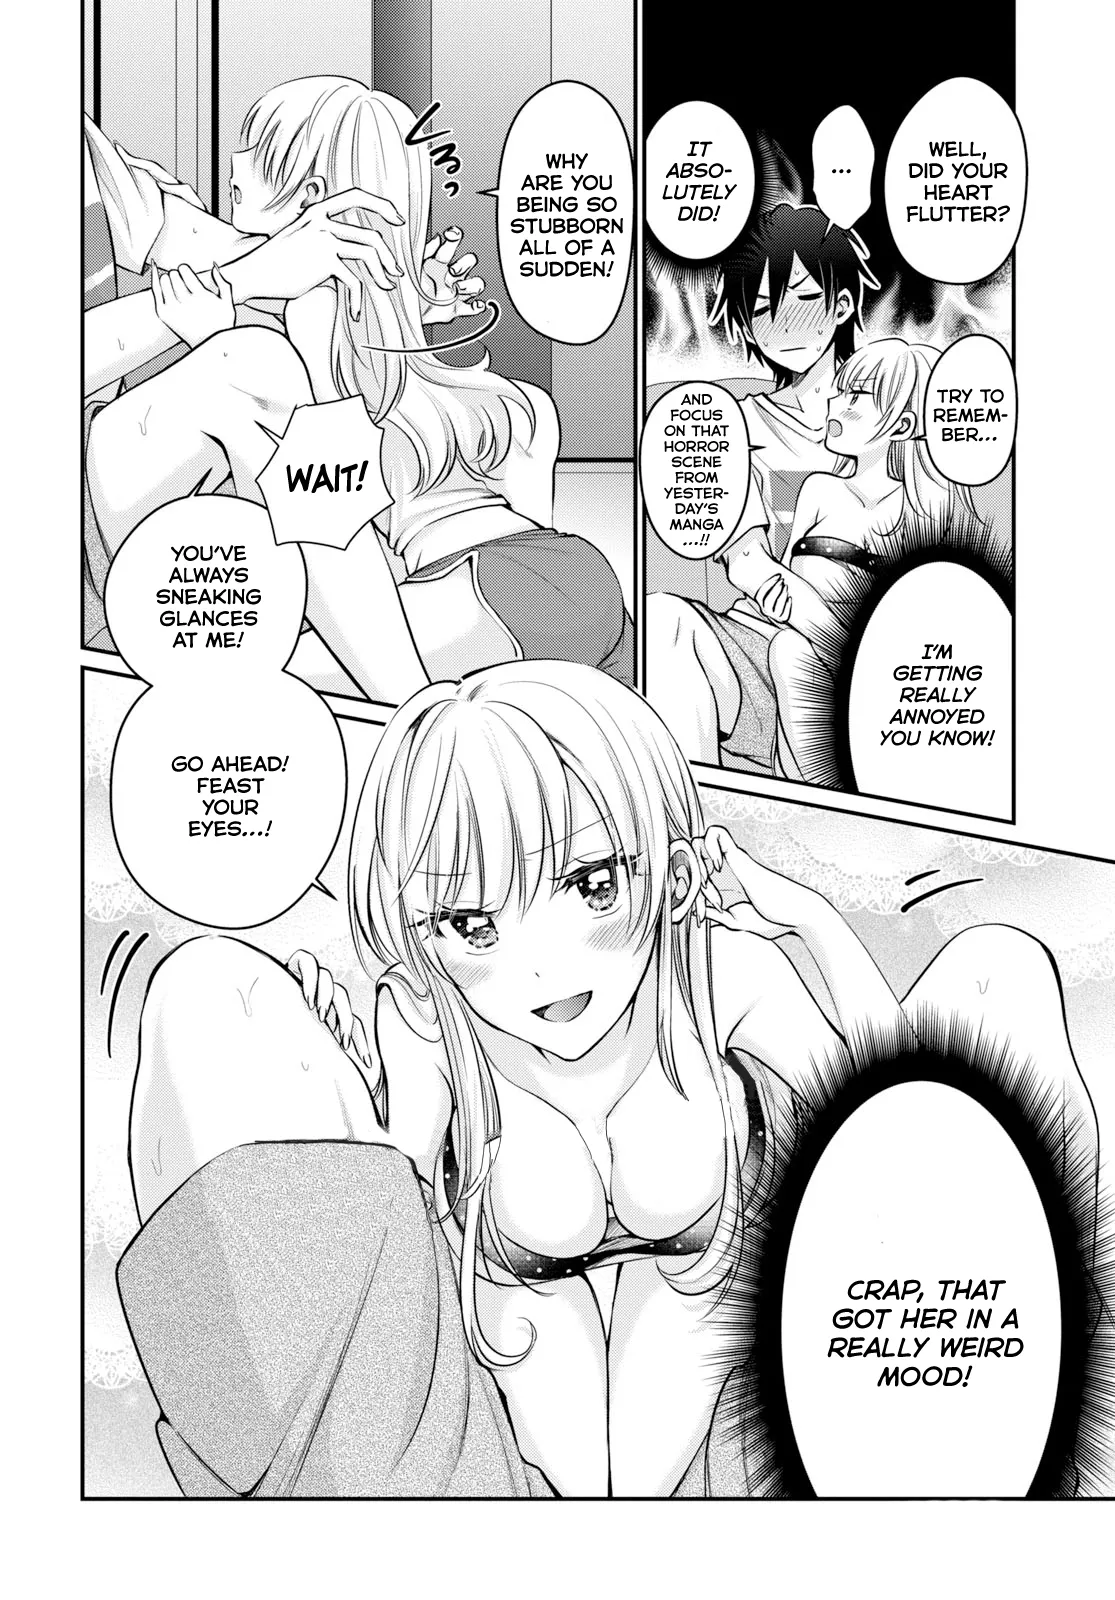 WELL,
DID YOUR
HEART
FLUTTER?
...
IT
ABSO-
LUTELY
DID!
TRY TO
REMEM-
BER...
AND
FOCUS
ON THAT
HORROR
SCENE
FROM
YESTER-
DAY'S
MANGA
...!!
I'M
GETTING
REALLY
ANNOYED
YOU KNOW!
WHY
ARE YOU
BEING SO
STUBBORN
ALL OF A
SUDDEN!
くるっ
WAIT!
YOU'VE
ALWAYS
SNEAKING
GLANCES
AT ME!
GO AHEAD!
FEAST
YOUR
EYES...!
CRAP, THAT
GOT HER IN A
REALLY WEIRD
MOOD!